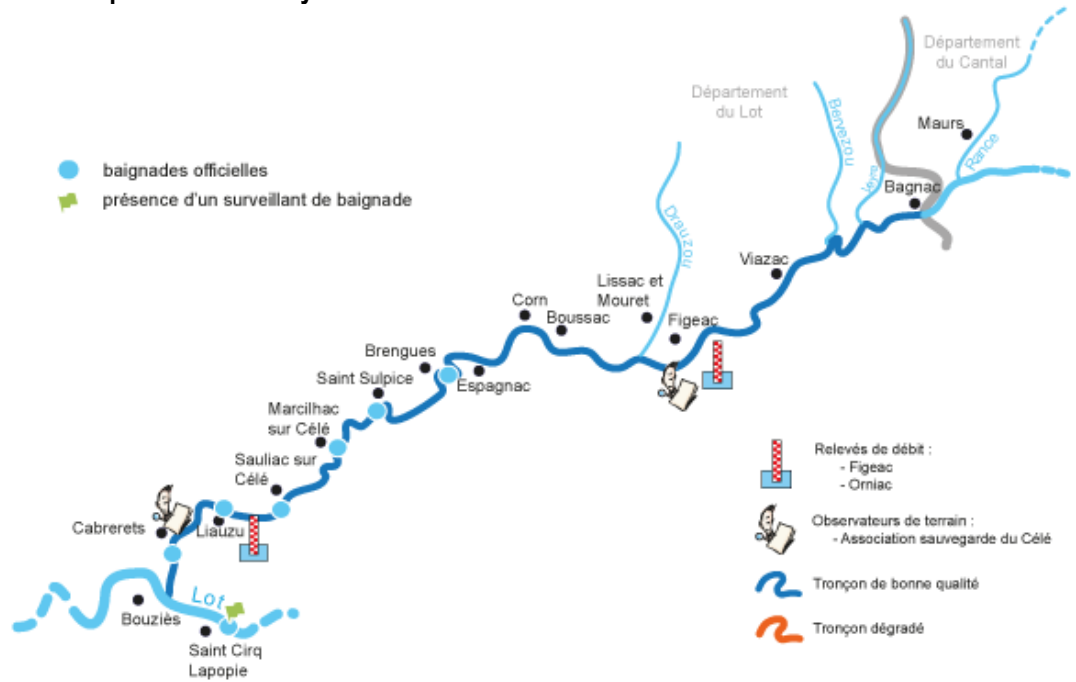 Département
du Cantal
Département
du Lot
Bervezou
Maurs
Rance
Bagnac
baignades officielles
présence d'un surveillant de baignade
Drauzou
Viazac
Lissac et
Mouret
Corn
Boussac
Figeac
Brengues
Espagnac
Saint Sulpice
Marcilhac
sur Célé
Sauliac sur
Célé
Cabrerets
Liauzu
Relevés de débit :
- Figeac
- Orniac
Observateurs de terrain :
- Association sauvegarde du Célé
Tronçon de bonne qualité
Tronçon dégradé
Lot
Bouziès
Saint Cirq
Lapopie